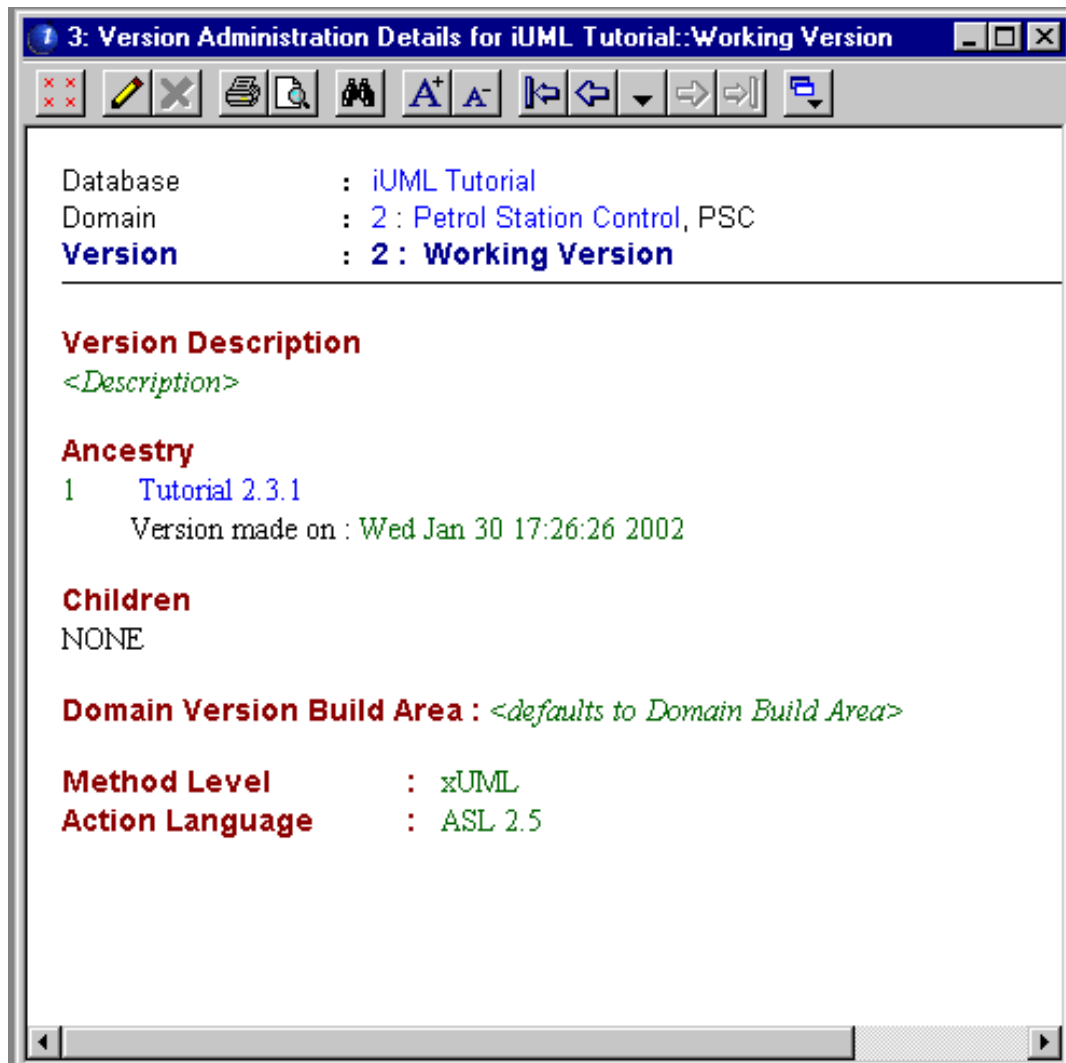 3: Version Administration Details for iUML Tutorial::Working Version
A+ A-
Database : iUML Tutorial
Domain : 2 : Petrol Station Control, PSC
Version : 2 : Working Version
Version Description
<Description>
Ancestry
1 Tutorial 2.3.1
Version made on : Wed Jan 30 17:26:26 2002
Children
NONE
Domain Version Build Area : <defaults to Domain Build Area>
Method Level : xUML
Action Language : ASL 2.5